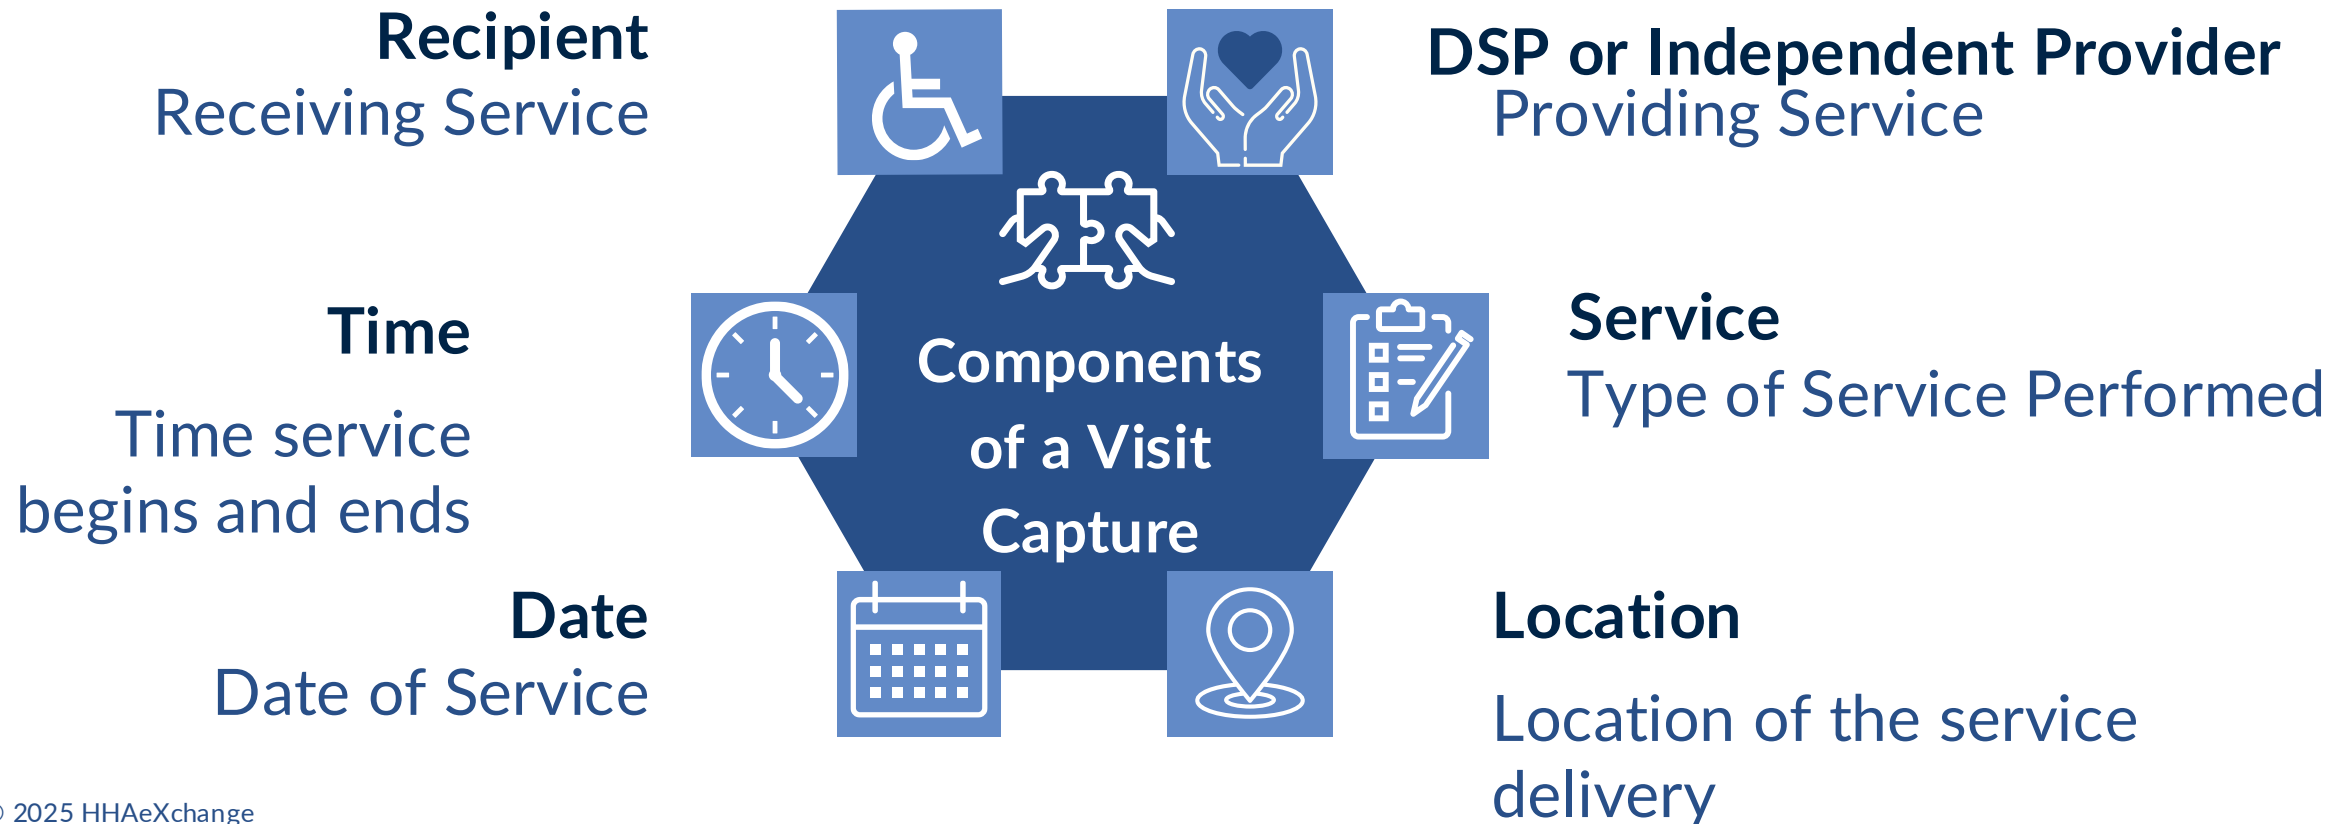 Recipient
Receiving Service
DSP or Independent Provider
Providing Service
Time
Time service
begins and ends
Components
of a Visit
Capture
Service
Type of Service Performed
Date
Date of Service
Location
Location of the service
delivery
© 2025 HHAeXchange